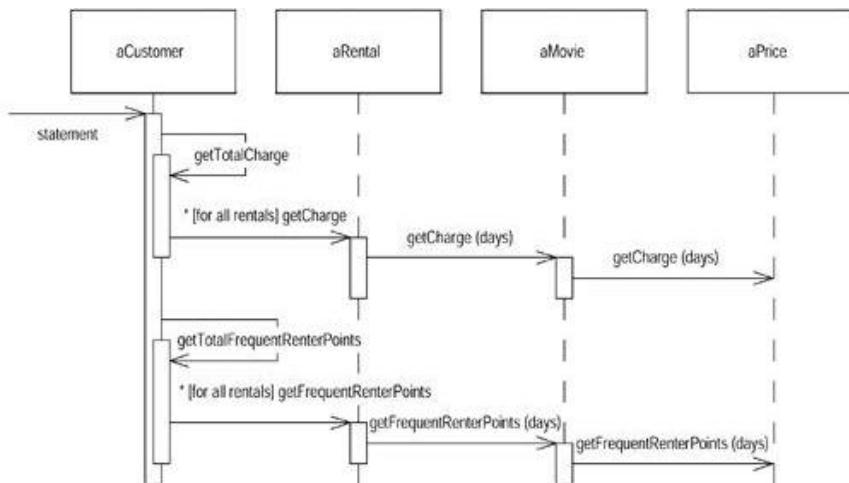 aCustomer
aRental
aMovie
aPrice
statement
getTotalCharge
* [for all rentals] getCharge
getCharge (days)
getCharge (days)
getTotalFrequentRenterPoints
* [for all rentals] getFrequentRenterPoints
getFrequentRenterPoints (days)
getFrequentRenterPoints (days)